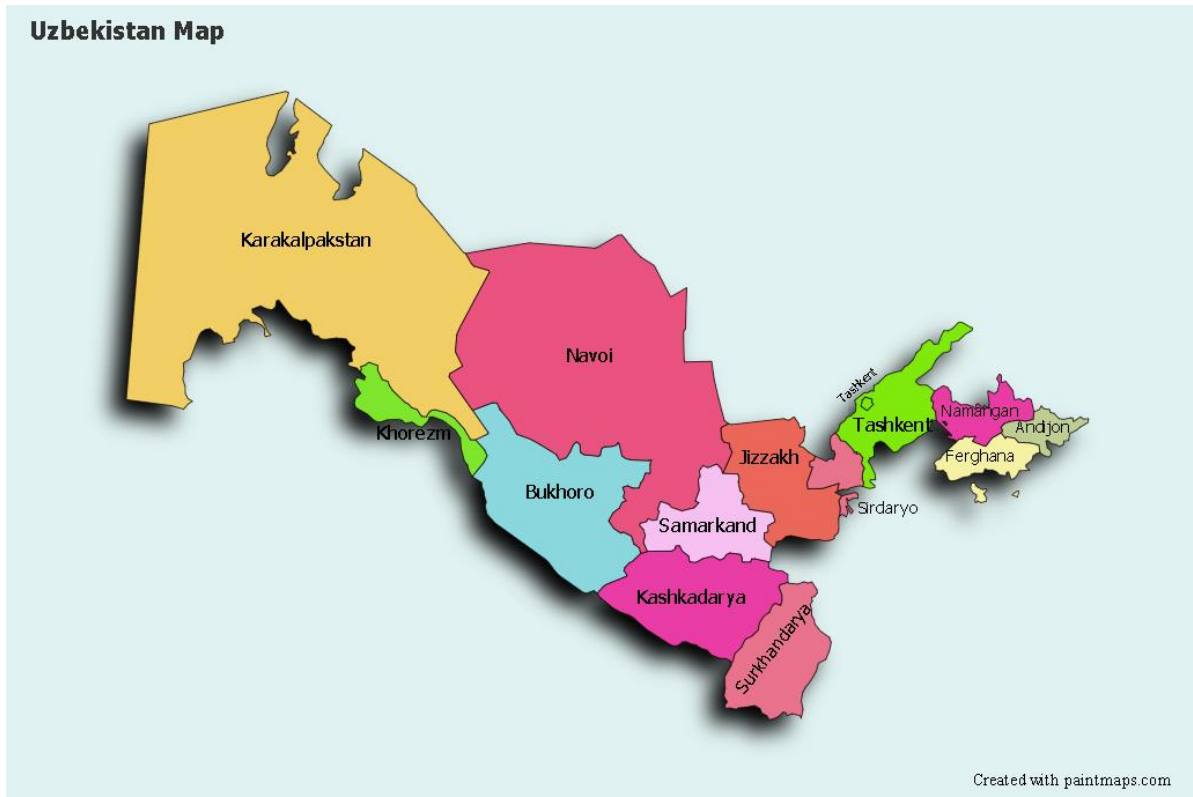 Uzbekistan Map
Karakalpakstan
Navoi
Tashkent
Tashkent
Namangan
Andijon
Khorezm
Jizzakh
Ferghana
Bukhoro
Sirdaryo
Samarkand
Kashkadarya
Surkhandarya
Created with paintmaps.com